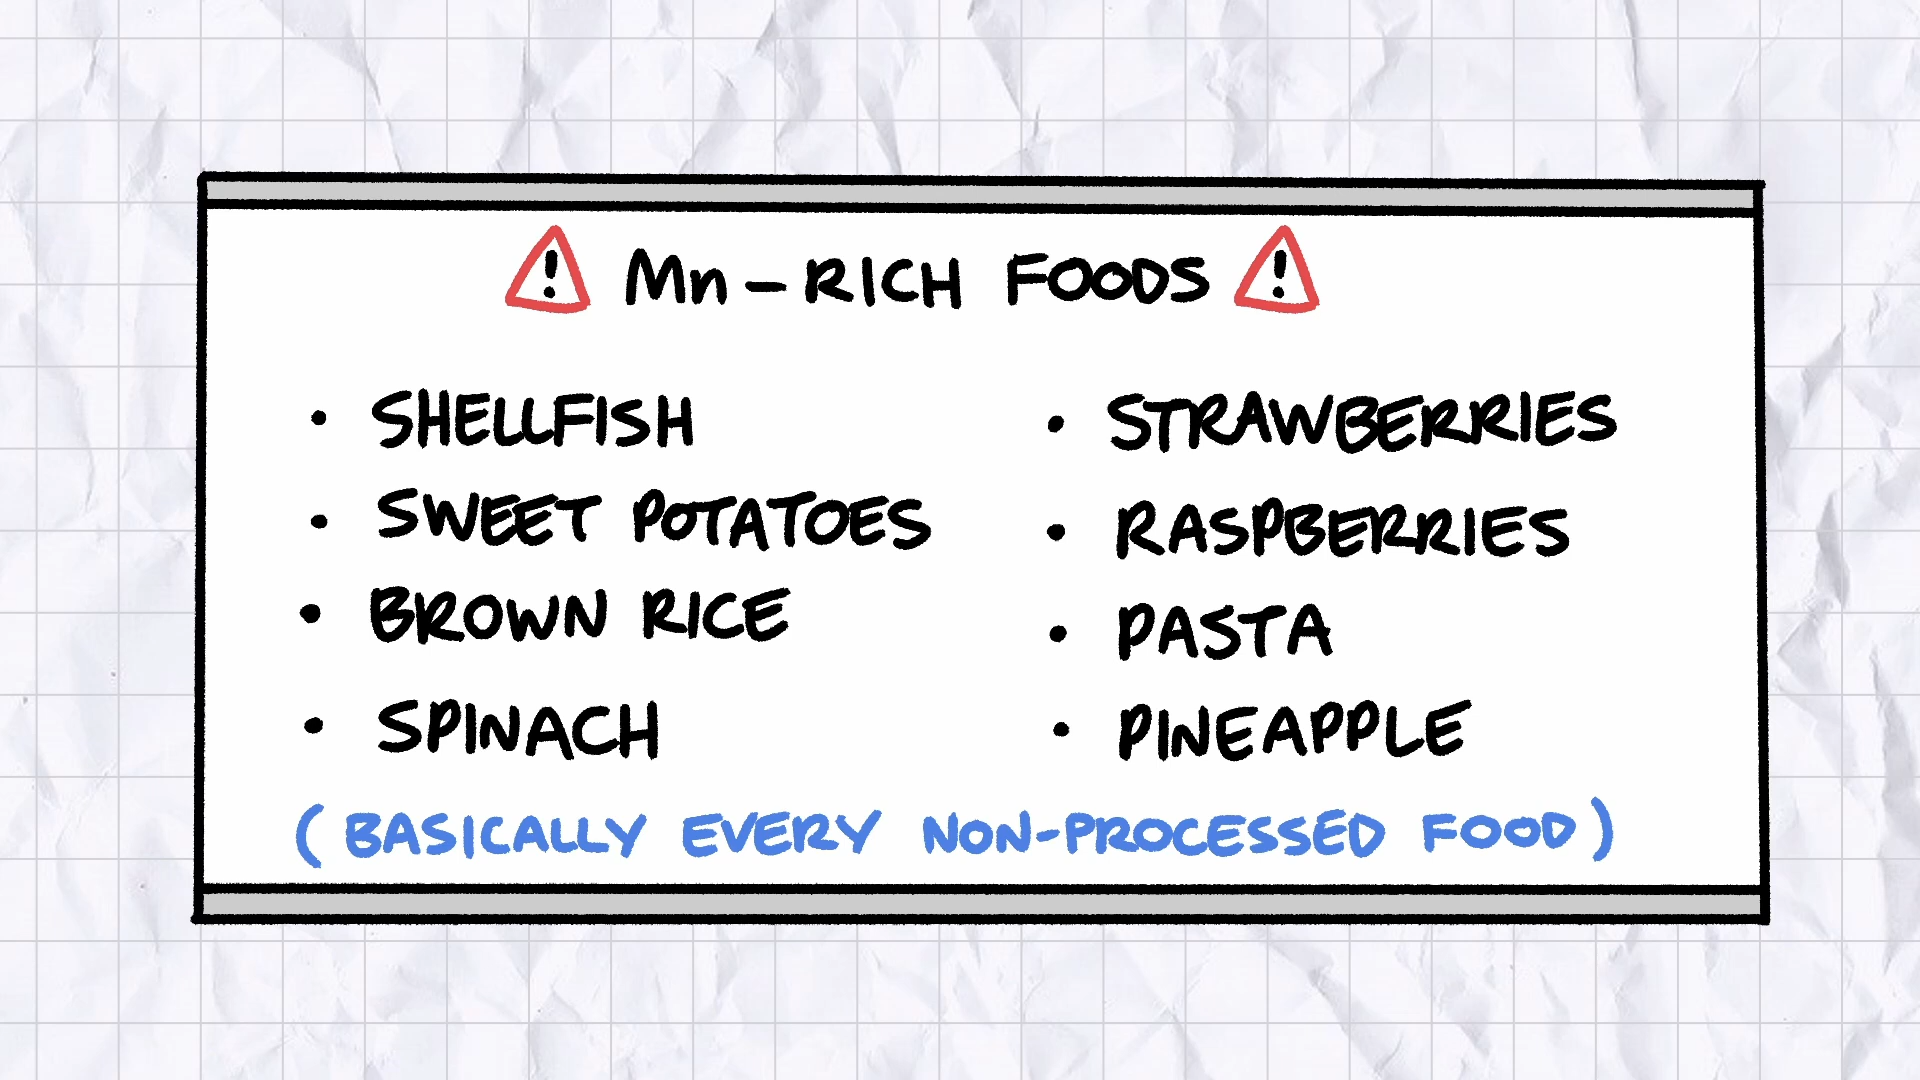 ! Mn-RICH FOODS !
• SHELLFISH
• SWEET POTATOES
• BROWN RICE
• SPINACH
• STRAWBERRIES
• RASPBERRIES
• PASTA
• PINEAPPLE
(BASICALLY EVERY NON-PROCESSED FOOD)